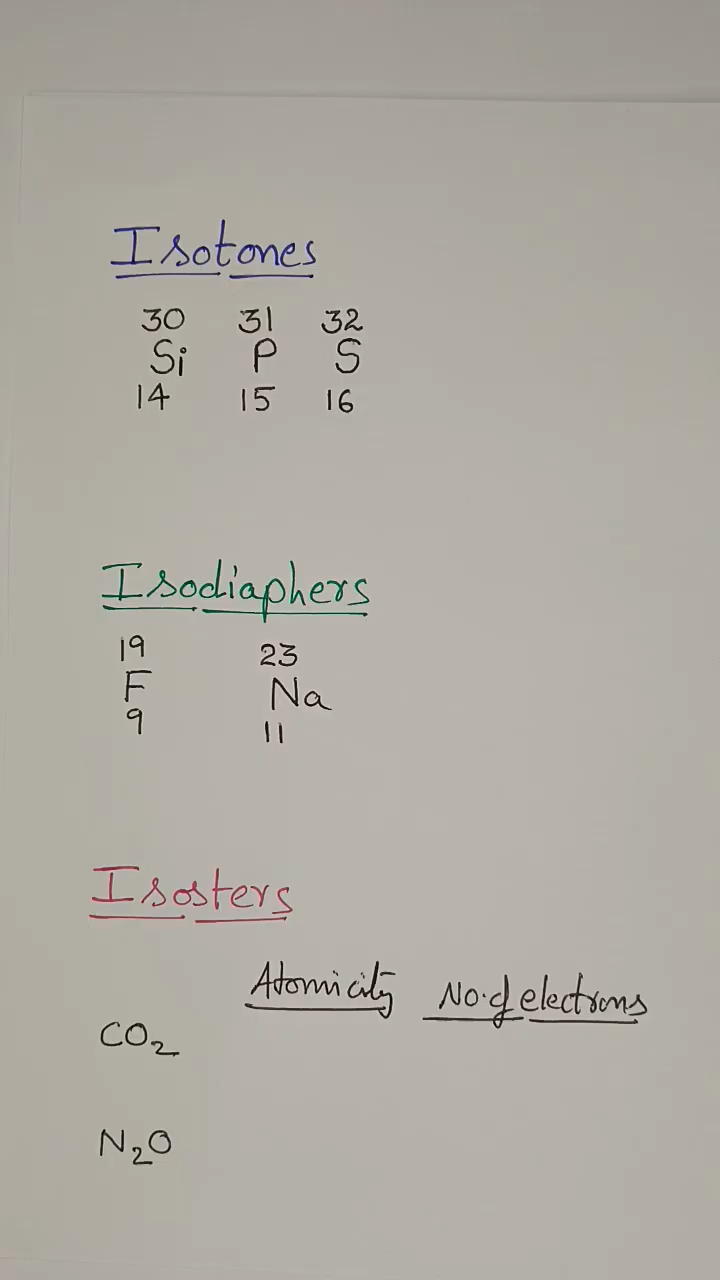 Isotones
30 31 32
Si P S
14 15 16
Isodiaphers
19 23
F Na
9 11
Isosters
Atomicity No. of electrons
CO₂
N₂O